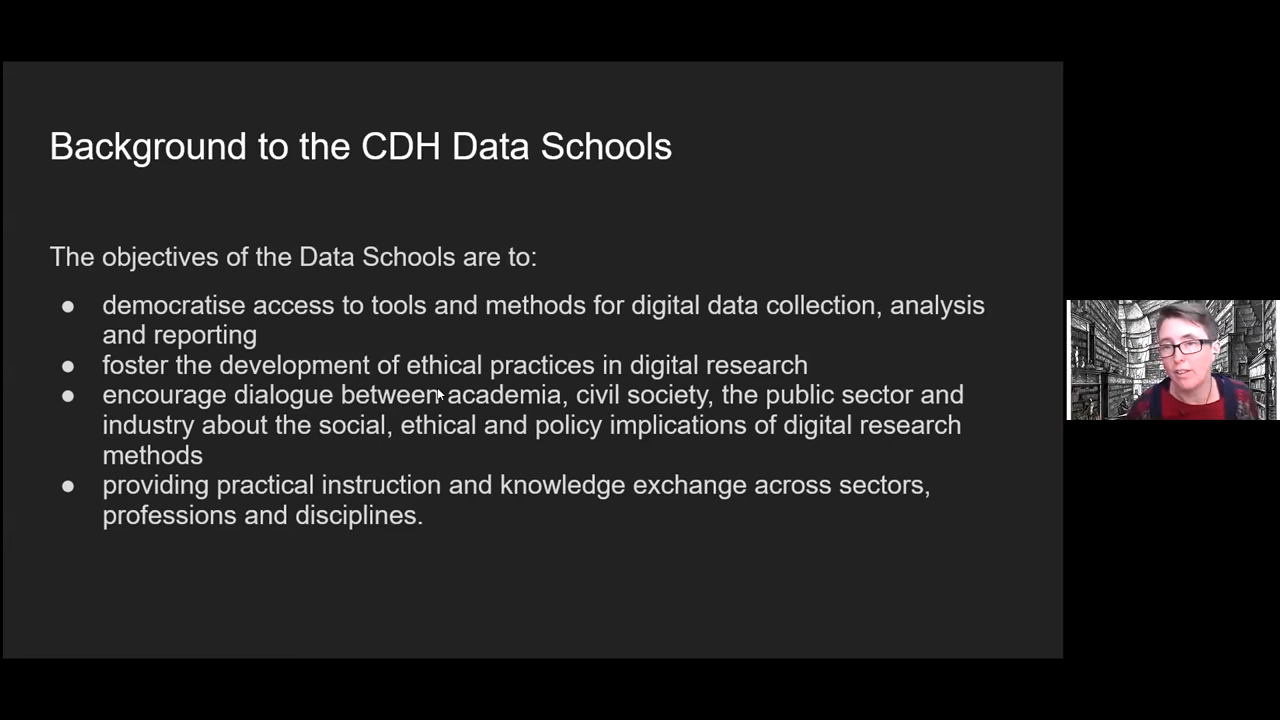 Background to the CDH Data Schools
The objectives of the Data Schools are to:
● democratise access to tools and methods for digital data collection, analysis
and reporting
● foster the development of ethical practices in digital research
● encourage dialogue between academia, civil society, the public sector and
industry about the social, ethical and policy implications of digital research
methods
● providing practical instruction and knowledge exchange across sectors,
professions and disciplines.